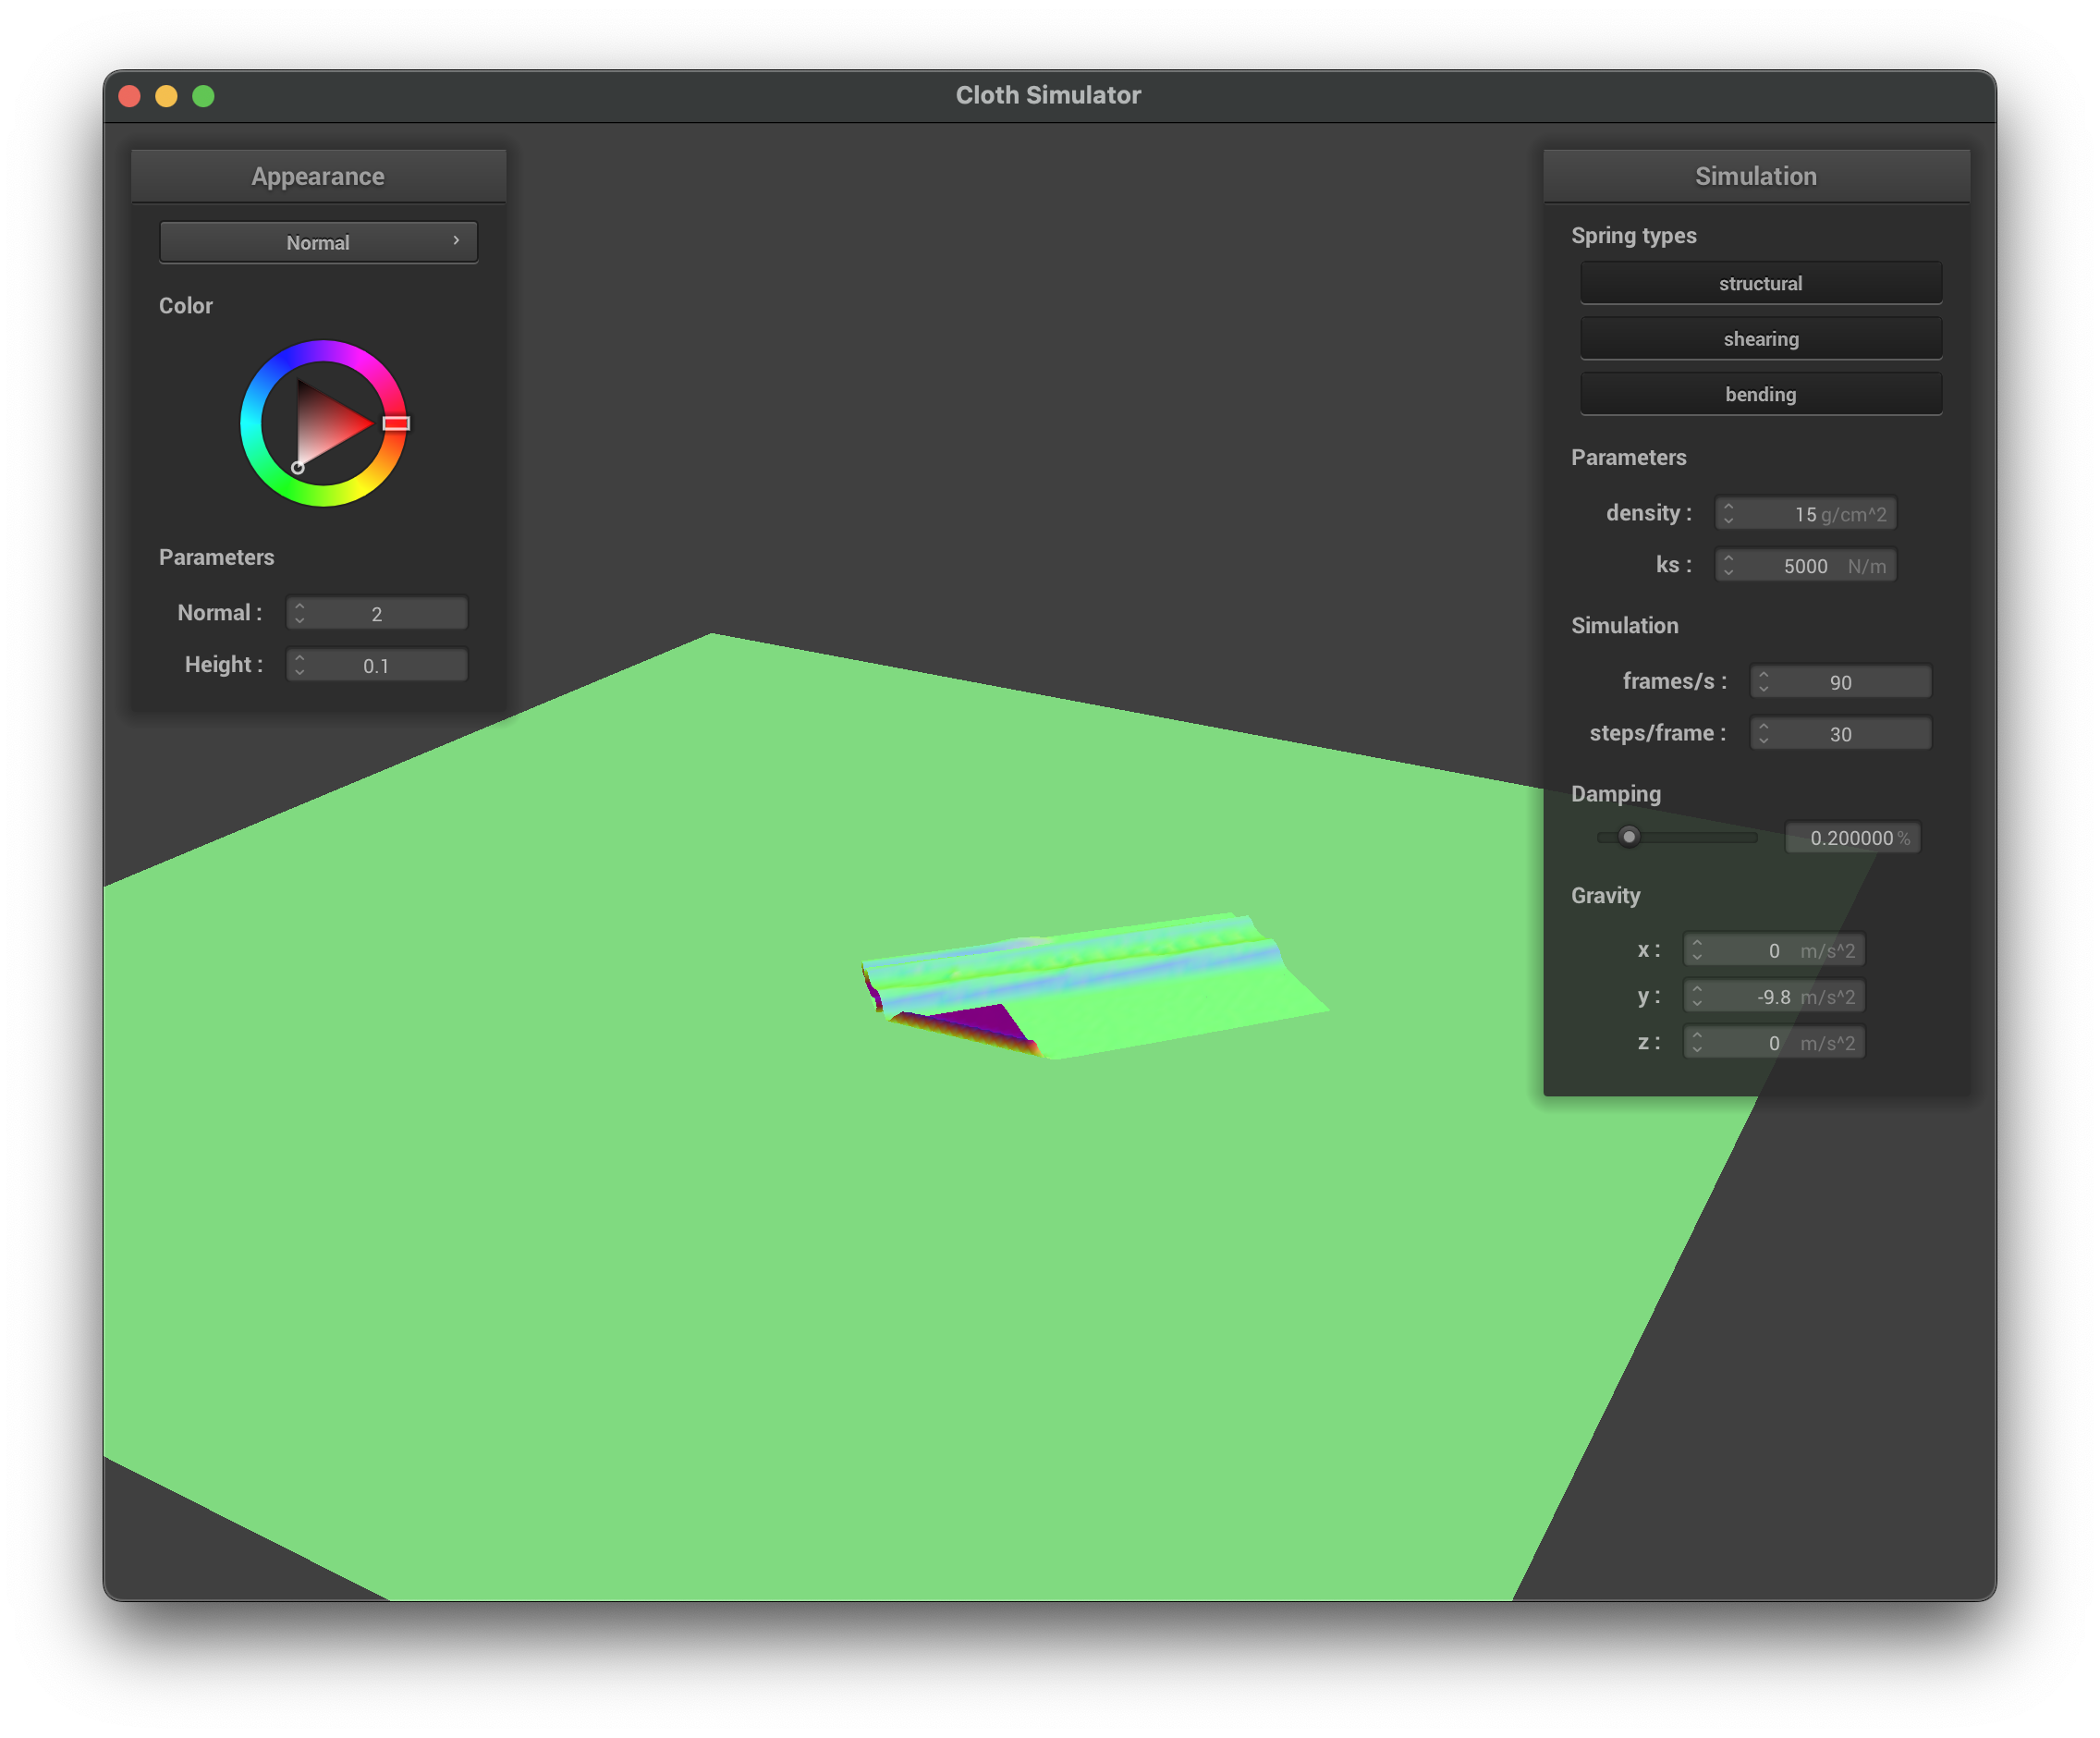 Cloth Simulator
Appearance
Normal
Color
Parameters
Normal :
2
Height :
0.1
Simulation
Spring types
structural
shearing
bending
Parameters
density :
15 g/cm^2
ks :
5000 N/m
Simulation
frames/s :
90
steps/frame :
30
Damping
0.200000 %
Gravity
x :
0 m/s^2
y :
-9.8 m/s^2
z :
0 m/s^2